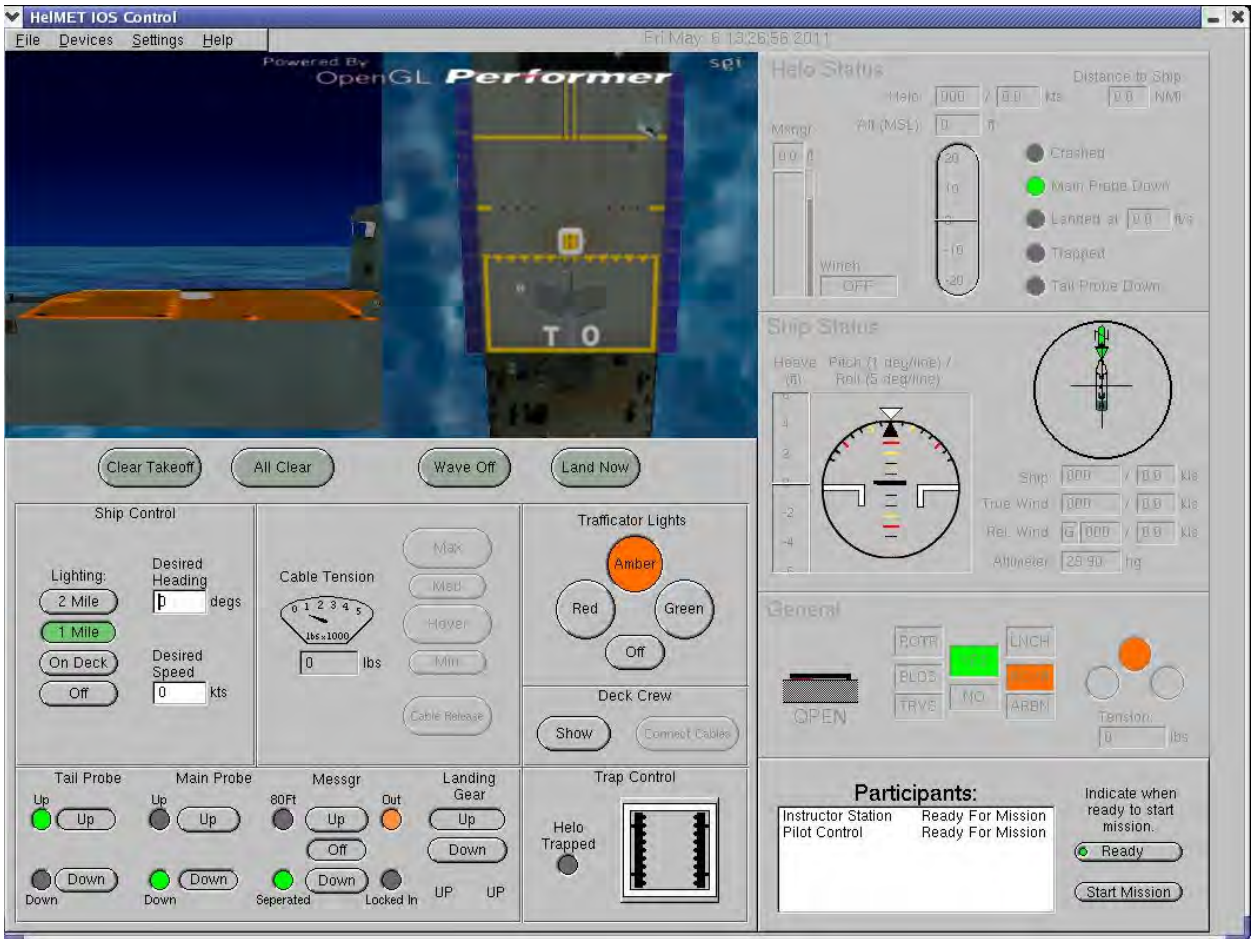 HelMET IOS Control
File Devices Settings Help
Fri May 6 13:26:56 2011
Powered By
OpenGL Performer
sgi
T O
Clear Takeoff
All Clear
Wave Off
Land Now
Ship Control
Lighting:
2 Mile
1 Mile
On Deck
Off
Desired
Heading
degs
Desired
Speed
0 kts
Cable Tension
0 1 2 3 4 5
lbs x1000
0 lbs
Max
Med
Hover
Min
Cable Release
Trafficator Lights
Amber
Red
Green
Off
Deck Crew
Show
Connect Cables
Tail Probe
Up
Up
Down
Down
Main Probe
Up
Up
Down
Down
Messgr
80Ft
Up
Out
Off
Down
Seperated
Locked In
Landing
Gear
Up
Down
UP UP
Trap Control
Helo
Trapped
Helo Status
Distance to Ship
Helo 000 / 0.0 kts
0.0 NMI
Alt (MSL) 0 ft
Msngr
0.0 ft
Winch
OFF
20
10
0
-10
-20
Crashed
Main Probe Down
Landed at 0.0 ft/s
Trapped
Tail Probe Down
Ship Status
Heave
(ft)
Pitch (1 deg/line) /
Roll (5 deg/line)
4
2
0
-2
-4
Ship 000 / 0.0 kts
True Wind 000 / 0.0 kts
Rel. Wind G 000 / 0.0 kts
Altimeter 29.90 hg
General
OPEN
ROTR
BLDS
TRVS
NO
LNCH
ARBN
Tension:
0 lbs
Participants:
Instructor Station Ready For Mission
Pilot Control Ready For Mission
Indicate when
ready to start
mission.
Ready
Start Mission